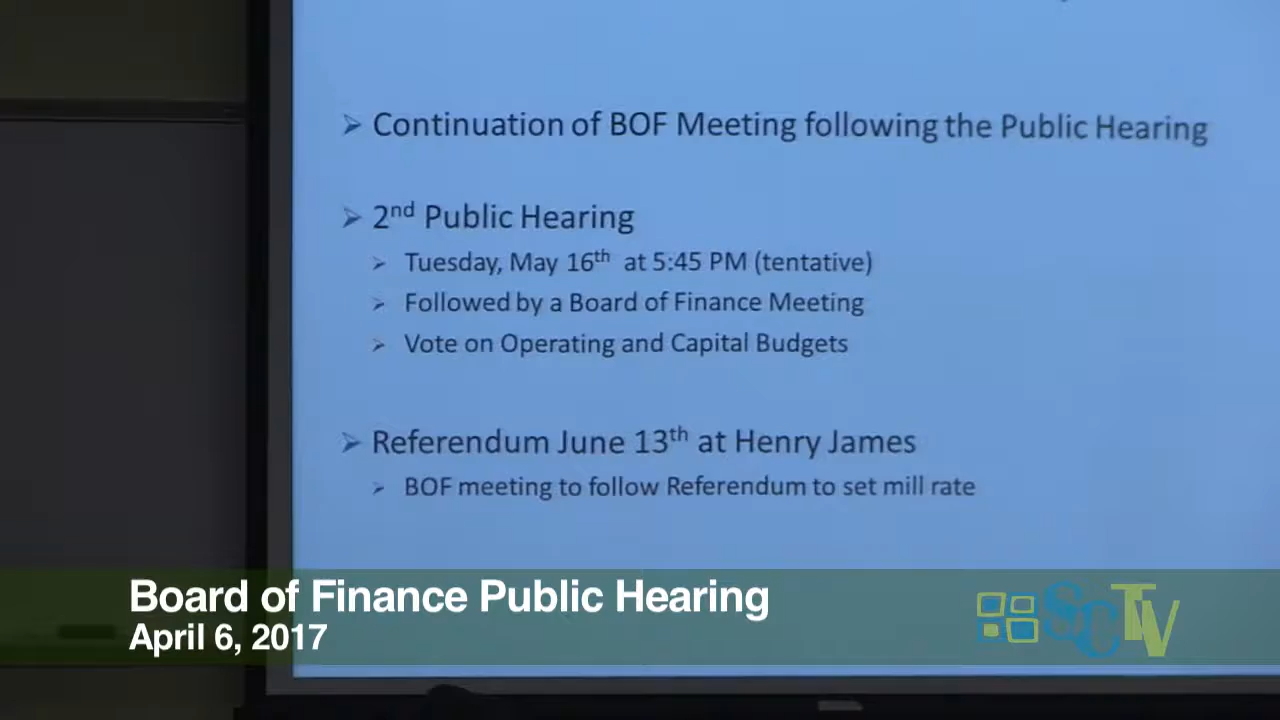 ➢ Continuation of BOF Meeting following the Public Hearing
➢ 2nd Public Hearing
➢ Tuesday, May 16th at 5:45 PM (tentative)
➢ Followed by a Board of Finance Meeting
➢ Vote on Operating and Capital Budgets
➢ Referendum June 13th at Henry James
➢ BOF meeting to follow Referendum to set mill rate
Board of Finance Public Hearing
April 6, 2017
SCTV